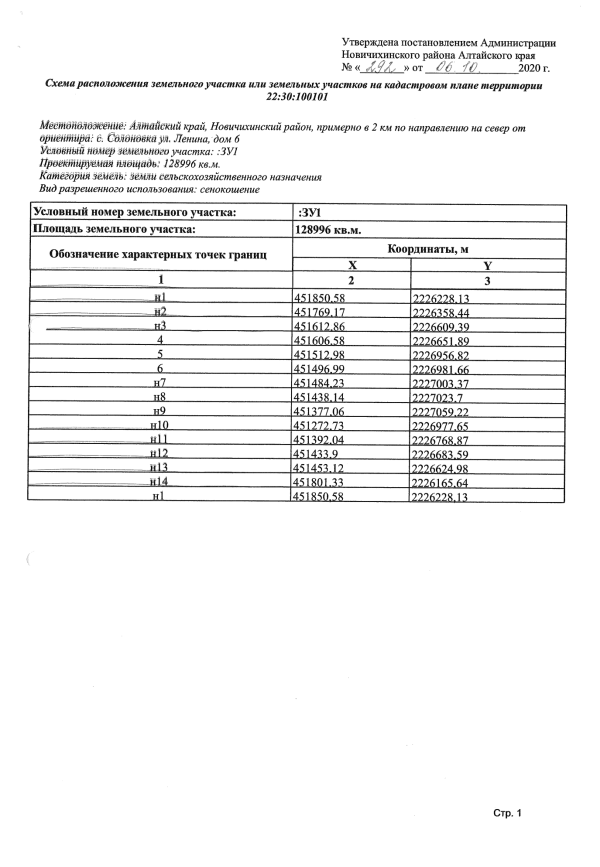 Утверждена постановлением Администрации
Новичихинского района Алтайского края
№ « 292 » от 06.10. 2020 г.
Схема расположения земельного участка или земельных участков на кадастровом плане территории
22:30:100101
Местоположение: Алтайский край, Новичихинский район, примерно в 2 км по направлению на север от
ориентира: с. Солоновка ул. Ленина, дом 6
Условный номер земельного участка: :ЗУ1
Проектируемая площадь: 128996 кв.м.
Категория земель: земли сельскохозяйственного назначения
Вид разрешенного использования: сенокошение
Условный номер земельного участка: :ЗУ1
Площадь земельного участка: 128996 кв.м.
Обозначение характерных точек границ Координаты, м
X Y
1 2 3
н1 451850,58 2226228,13
н2 451769,17 2226358,44
н3 451612,86 2226609,39
4 451606,58 2226651,89
5 451512,98 2226956,82
6 451496,99 2226981,66
н7 451484,23 2227003,37
н8 451438,14 2227023,7
н9 451377,06 2227059,22
н10 451272,73 2226977,65
н11 451392,04 2226768,87
н12 451433,9 2226683,59
н13 451453,12 2226624,98
н14 451801,33 2226165,64
н1 451850,58 2226228,13
Стр. 1